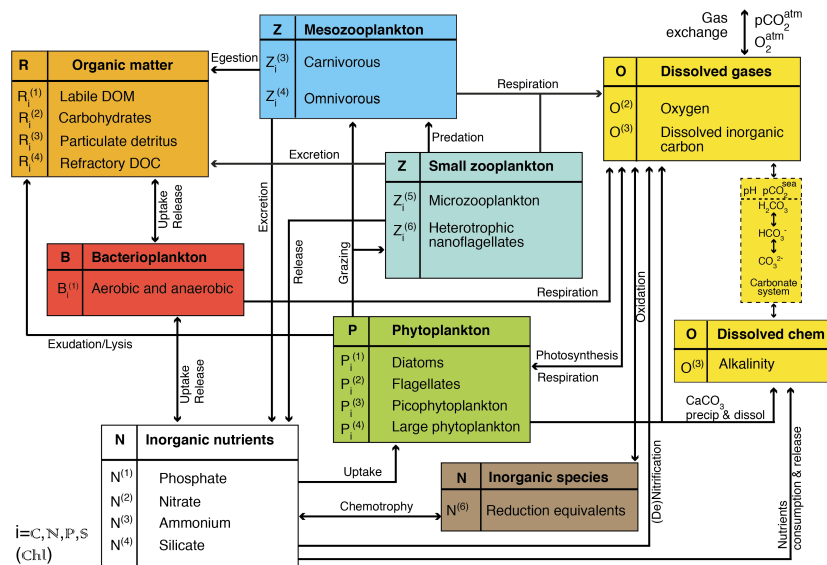 Gas
exchange
pCO₂ᵃᵗᵐ
O₂ᵃᵗᵐ
Z Mesozooplankton
Zᵢ⁽³⁾ Carnivorous
Zᵢ⁽⁴⁾ Omnivorous
Egestion
R Organic matter
Rᵢ⁽¹⁾ Labile DOM
Rᵢ⁽²⁾ Carbohydrates
Rᵢ⁽³⁾ Particulate detritus
Rᵢ⁽⁴⁾ Refractory DOC
Respiration
O Dissolved gases
O⁽²⁾ Oxygen
O⁽³⁾ Dissolved inorganic
carbon
Predation
Excretion
Z Small zooplankton
Zᵢ⁽⁵⁾ Microzooplankton
Zᵢ⁽⁶⁾ Heterotrophic
nanoflagellates
pH pCO₂ˢᵉᵃ
H₂CO₃
HCO₃⁻
CO₃²⁻
Carbonate
system
Uptake
Release
Excretion
Release
Grazing
Oxidation
B Bacterioplankton
Bᵢ⁽¹⁾ Aerobic and anaerobic
Respiration
Exudation/Lysis
P Phytoplankton
Pᵢ⁽¹⁾ Diatoms
Pᵢ⁽²⁾ Flagellates
Pᵢ⁽³⁾ Picophytoplankton
Pᵢ⁽⁴⁾ Large phytoplankton
Photosynthesis
Respiration
O Dissolved chem
O⁽³⁾ Alkalinity
CaCO₃
precip & dissol
Uptake
Release
N Inorganic nutrients
N⁽¹⁾ Phosphate
N⁽²⁾ Nitrate
N⁽³⁾ Ammonium
N⁽⁴⁾ Silicate
Uptake
Chemotrophy
N Inorganic species
N⁽⁶⁾ Reduction equivalents
(De)Nitrification
Nutrients
consumption & release
i=ℂ,ℕ,ℙ,𝕊
(ℂ𝕙𝕝)